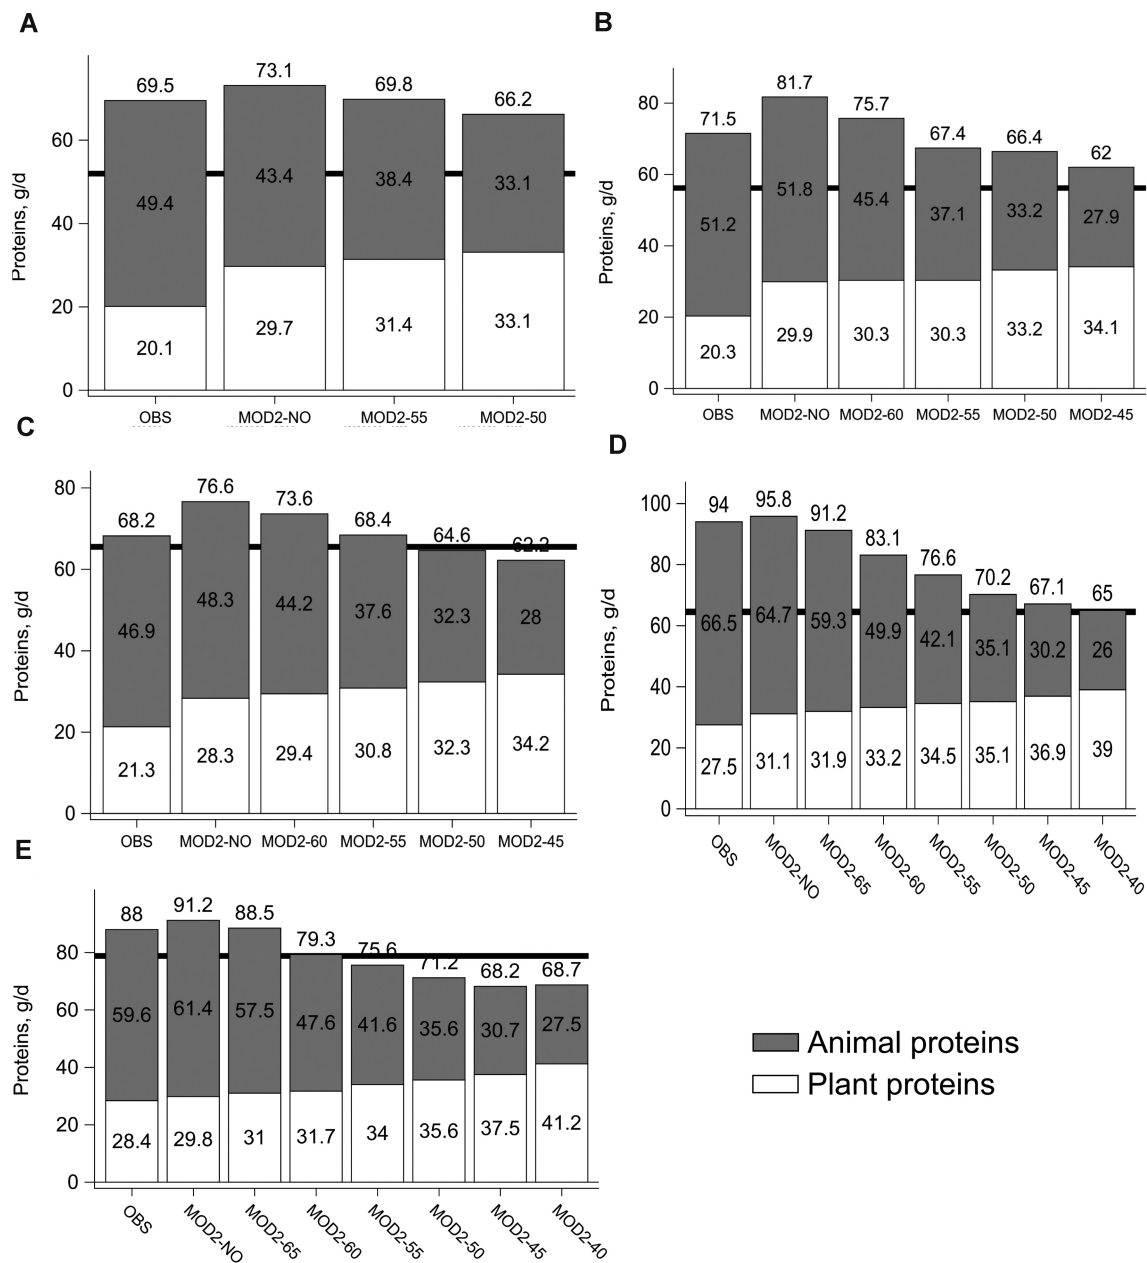 A
Proteins, g/d
60
40
20
0
69.5
73.1
69.8
66.2
49.4
43.4
38.4
33.1
20.1
29.7
31.4
33.1
OBS
MOD2-NO
MOD2-55
MOD2-50
B
Proteins, g/d
80
60
40
20
0
71.5
81.7
75.7
67.4
66.4
62
51.2
51.8
45.4
37.1
33.2
27.9
20.3
29.9
30.3
30.3
33.2
34.1
OBS
MOD2-NO
MOD2-60
MOD2-55
MOD2-50
MOD2-45
C
Proteins, g/d
80
60
40
20
0
68.2
76.6
73.6
68.4
64.6
62.2
46.9
48.3
44.2
37.6
32.3
28
21.3
28.3
29.4
30.8
32.3
34.2
OBS
MOD2-NO
MOD2-60
MOD2-55
MOD2-50
MOD2-45
D
Proteins, g/d
100
80
60
40
20
0
94
95.8
91.2
83.1
76.6
70.2
67.1
65
66.5
64.7
59.3
49.9
42.1
35.1
30.2
26
27.5
31.1
31.9
33.2
34.5
35.1
36.9
39
OBS
MOD2-NO
MOD2-65
MOD2-60
MOD2-55
MOD2-50
MOD2-45
MOD2-40
E
Proteins, g/d
80
60
40
20
0
88
91.2
88.5
79.3
75.6
71.2
68.2
68.7
59.6
61.4
57.5
47.6
41.6
35.6
30.7
27.5
28.4
29.8
31
31.7
34
35.6
37.5
41.2
OBS
MOD2-NO
MOD2-65
MOD2-60
MOD2-55
MOD2-50
MOD2-45
MOD2-40
Animal proteins
Plant proteins